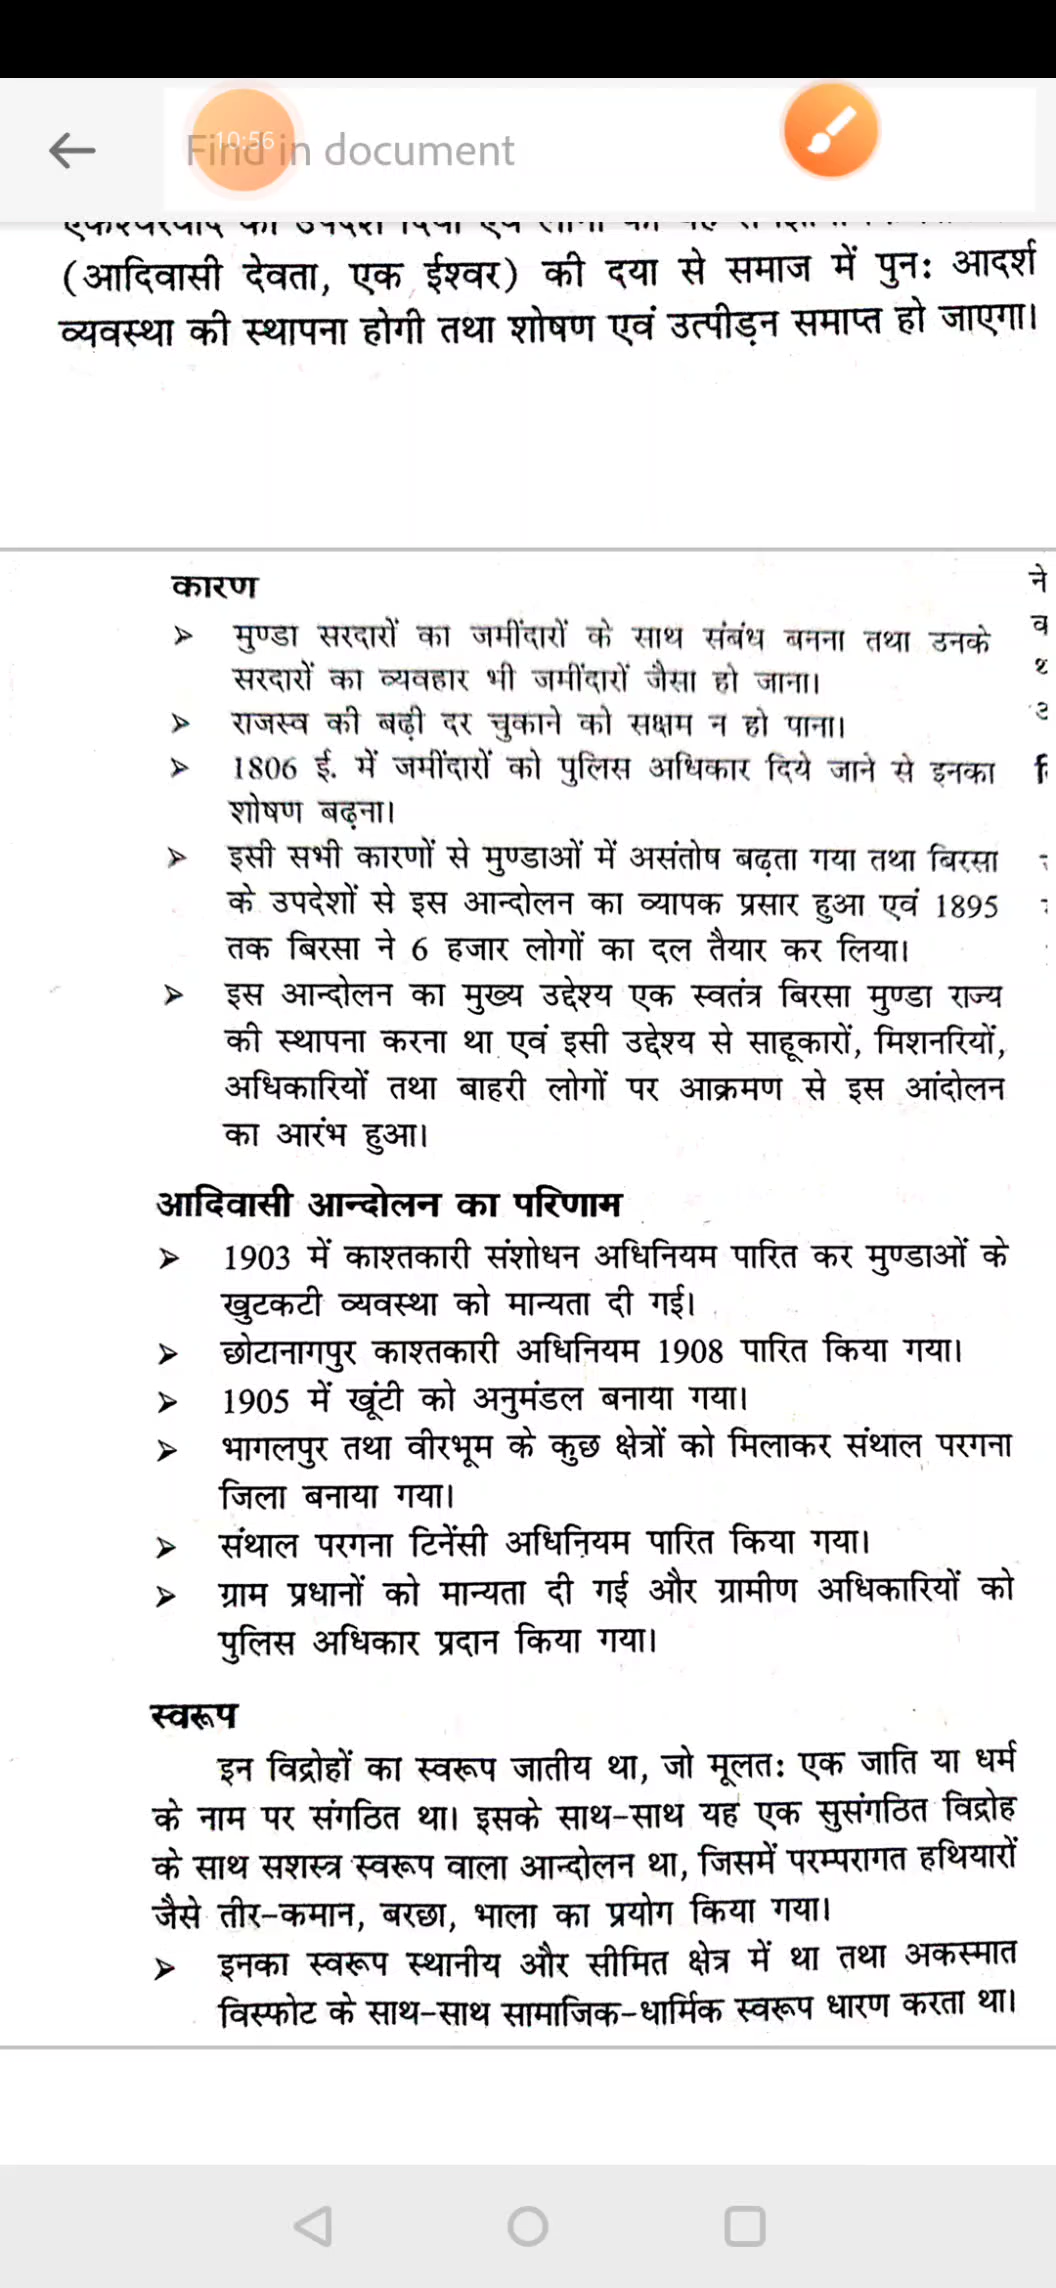 10:56
Find in document
(आदिवासी देवता, एक ईश्वर) की दया से समाज में पुनः आदर्श
व्यवस्था की स्थापना होगी तथा शोषण एवं उत्पीड़न समाप्त हो जाएगा।
कारण
➢ मुण्डा सरदारों का जमींदारों के साथ संबंध बनना तथा उनके
सरदारों का व्यवहार भी जमींदारों जैसा हो जाना।
➢ राजस्व की बढ़ी दर चुकाने को सक्षम न हो पाना।
➢ 1806 ई. में जमींदारों को पुलिस अधिकार दिये जाने से इनका
शोषण बढ़ना।
➢ इसी सभी कारणों से मुण्डाओं में असंतोष बढ़ता गया तथा बिरसा
के उपदेशों से इस आन्दोलन का व्यापक प्रसार हुआ एवं 1895
तक बिरसा ने 6 हजार लोगों का दल तैयार कर लिया।
➢ इस आन्दोलन का मुख्य उद्देश्य एक स्वतंत्र बिरसा मुण्डा राज्य
की स्थापना करना था एवं इसी उद्देश्य से साहूकारों, मिशनरियों,
अधिकारियों तथा बाहरी लोगों पर आक्रमण से इस आंदोलन
का आरंभ हुआ।
आदिवासी आन्दोलन का परिणाम
➢ 1903 में काश्तकारी संशोधन अधिनियम पारित कर मुण्डाओं के
खुटकटी व्यवस्था को मान्यता दी गई।
➢ छोटानागपुर काश्तकारी अधिनियम 1908 पारित किया गया।
➢ 1905 में खूंटी को अनुमंडल बनाया गया।
➢ भागलपुर तथा वीरभूम के कुछ क्षेत्रों को मिलाकर संथाल परगना
जिला बनाया गया।
➢ संथाल परगना टिनेंसी अधिनियम पारित किया गया।
➢ ग्राम प्रधानों को मान्यता दी गई और ग्रामीण अधिकारियों को
पुलिस अधिकार प्रदान किया गया।
स्वरूप
इन विद्रोहों का स्वरूप जातीय था, जो मूलतः एक जाति या धर्म
के नाम पर संगठित था। इसके साथ-साथ यह एक सुसंगठित विद्रोह
के साथ सशस्त्र स्वरूप वाला आन्दोलन था, जिसमें परम्परागत हथियारों
जैसे तीर-कमान, बरछा, भाला का प्रयोग किया गया।
➢ इनका स्वरूप स्थानीय और सीमित क्षेत्र में था तथा अकस्मात
विस्फोट के साथ-साथ सामाजिक-धार्मिक स्वरूप धारण करता था।